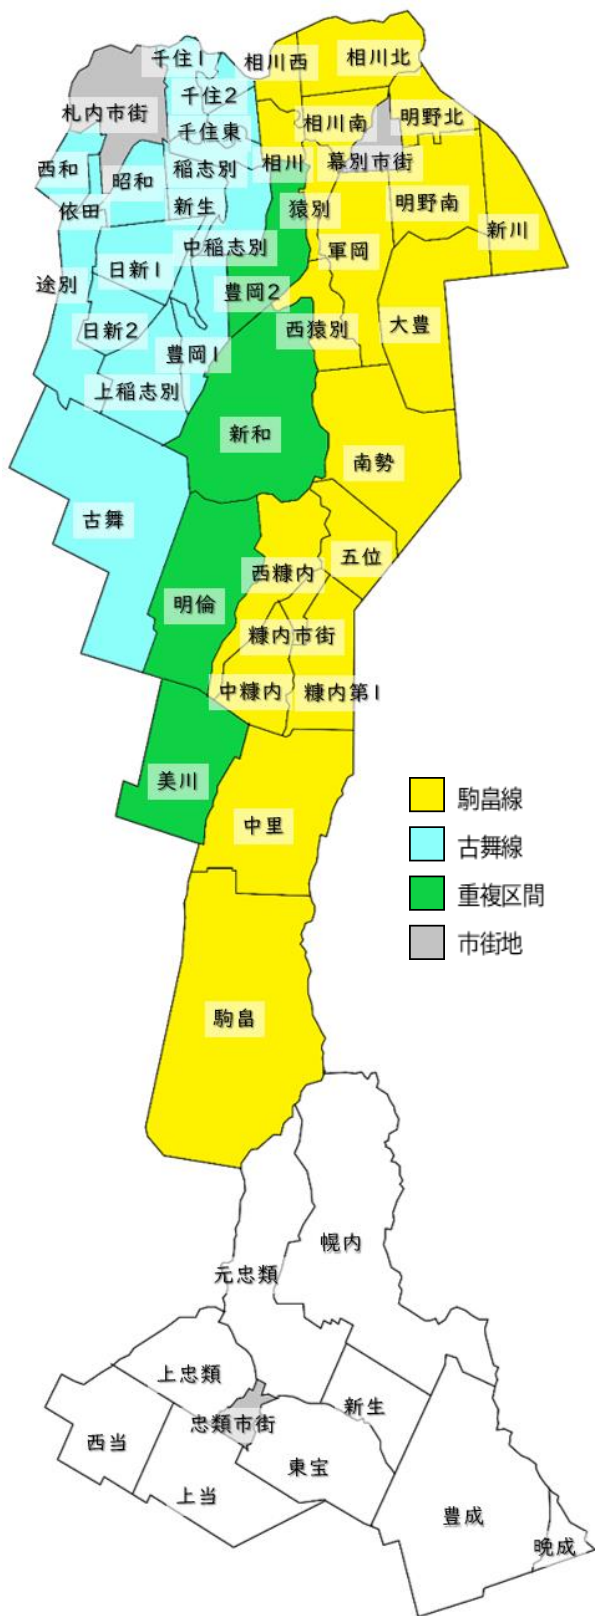 千住1
相川西
相川北
千住2
札内市街
相川南
明野北
千住東
西和
昭和
稲志別
相川
幕別市街
依田
新生
猿別
明野南
新川
中稲志別
軍岡
途別
日新1
豊岡2
日新2
西猿別
大豊
豊岡1
上稲志別
新和
南勢
古舞
五位
西糠内
明倫
糠内市街
中糠内
糠内第1
美川
中里
駒畠線
古舞線
重複区間
市街地
駒畠
幌内
元忠類
上忠類
新生
忠類市街
西当
東宝
上当
豊成
晩成